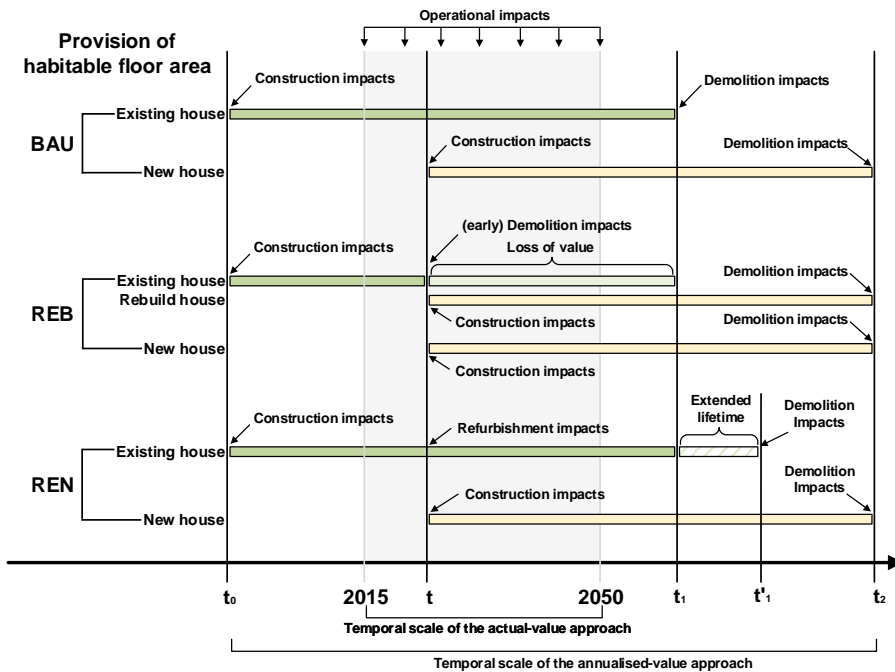 Operational impacts
Provision of
habitable floor area
Construction impacts
Demolition impacts
Existing house
BAU
Construction impacts
Demolition impacts
New house
(early) Demolition impacts
Construction impacts
Loss of value
Demolition impacts
Existing house
Rebuild house
REB
Construction impacts
Demolition impacts
New house
Construction impacts
Extended
lifetime
Demolition
Impacts
Construction impacts
Refurbishment impacts
Existing house
Demolition
Impacts
REN
Construction impacts
New house
t₀ 2015 t 2050 t₁ t'₁ t₂
Temporal scale of the actual-value approach
Temporal scale of the annualised-value approach